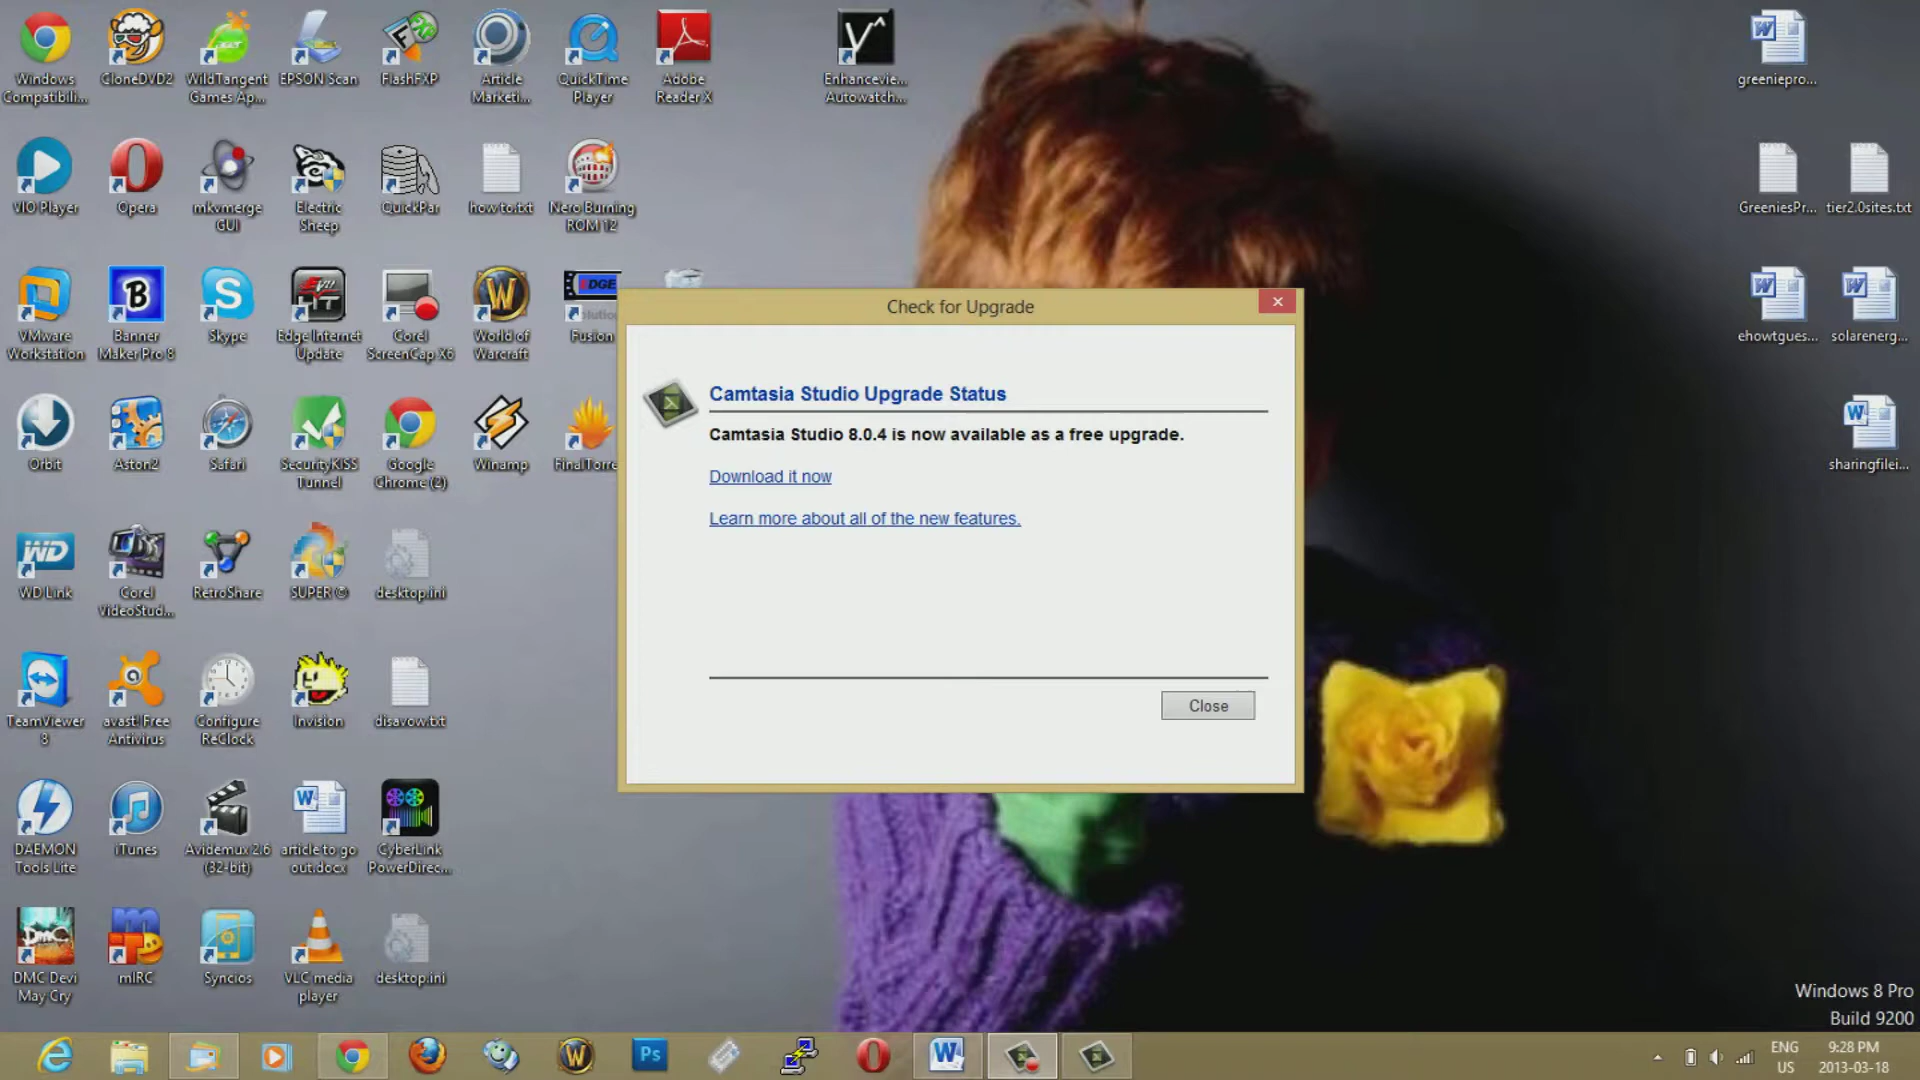 Windows Compatibili...
CloneDVD2
WildTangent Games Ap...
EPSON Scan
FlashFXP
Article Marketi...
QuickTime Player
Adobe Reader X
Enhancevie... Autowatch...
greeniepro...
VIO Player
Opera
mkvmerge GUI
Electric Sheep
QuickPar
how to.txt
Nero Burning ROM 12
GreeniesPr...
tier2.0sites.txt
VMware Workstation
Banner Maker Pro 8
Skype
Edge Internet Update
Corel ScreenCap X6
World of Warcraft
Fusion
ehowtgues...
solarenerg...
Check for Upgrade
Camtasia Studio Upgrade Status
Camtasia Studio 8.0.4 is now available as a free upgrade.
Download it now
Learn more about all of the new features.
Close
Orbit
Aston2
Safari
SecurityKISS Tunnel
Google Chrome (2)
Winamp
FinalTorre
sharingfilei...
WD Link
Corel VideoStud...
RetroShare
SUPER ©
desktop.ini
TeamViewer 8
avast! Free Antivirus
Configure ReClock
Invision
disavow.txt
DAEMON Tools Lite
iTunes
Avidemux 2.6 (32-bit)
article to go out.docx
CyberLink PowerDirec...
DMC Devi May Cry
mIRC
Syncios
VLC media player
desktop.ini
Windows 8 Pro
Build 9200
ENG
US
9:28 PM
2013-03-18